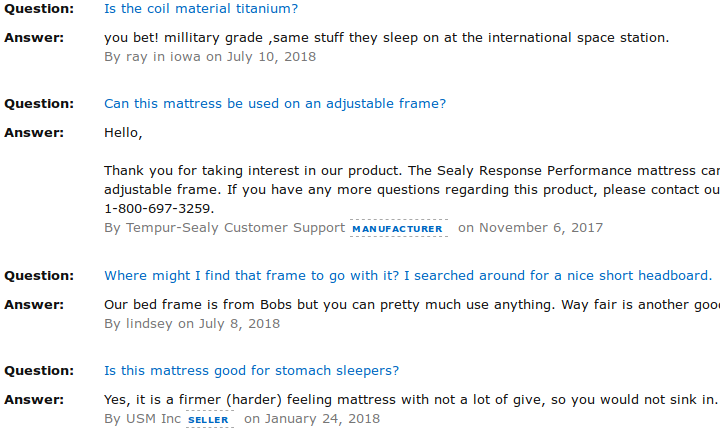 Question: Is the coil material titanium?
Answer: you bet! millitary grade ,same stuff they sleep on at the international space station.
By ray in iowa on July 10, 2018
Question: Can this mattress be used on an adjustable frame?
Answer: Hello,
Thank you for taking interest in our product. The Sealy Response Performance mattress can
adjustable frame. If you have any more questions regarding this product, please contact ou
1-800-697-3259.
By Tempur-Sealy Customer Support MANUFACTURER on November 6, 2017
Question: Where might I find that frame to go with it? I searched around for a nice short headboard.
Answer: Our bed frame is from Bobs but you can pretty much use anything. Way fair is another goo
By lindsey on July 8, 2018
Question: Is this mattress good for stomach sleepers?
Answer: Yes, it is a firmer (harder) feeling mattress with not a lot of give, so you would not sink in.
By USM Inc SELLER on January 24, 2018